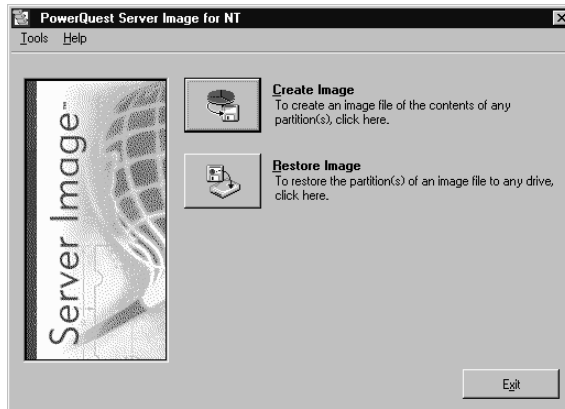 PowerQuest Server Image for NT
Tools Help
Server Image™
Create Image
To create an image file of the contents of any
partition(s), click here.
Restore Image
To restore the partition(s) of an image file to any drive,
click here.
Exit